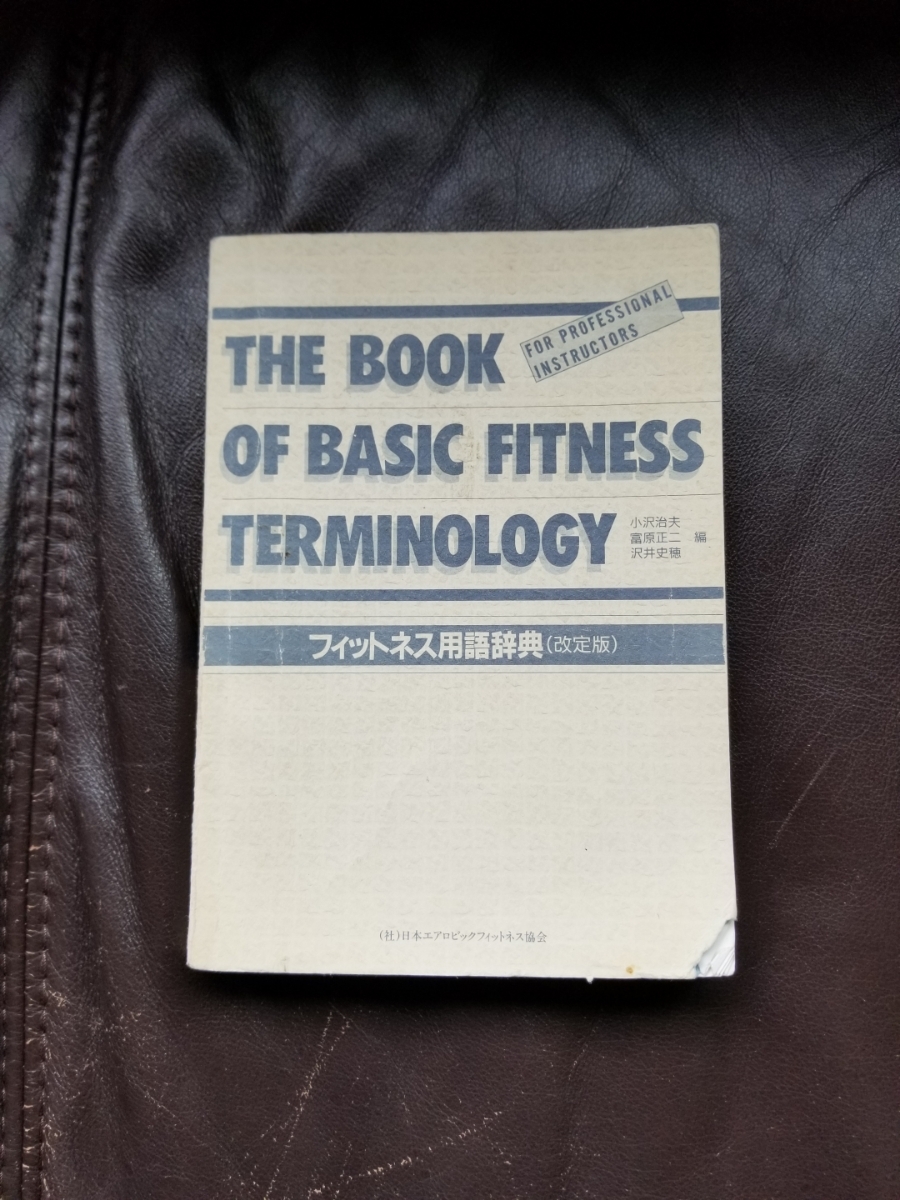 THE BOOK
FOR PROFESSIONAL
INSTRUCTORS
OF BASIC FITNESS
TERMINOLOGY
小沢治夫
富原正二 編
沢井史穂
フィットネス用語辞典(改定版)
(社)日本エアロビックフィットネス協会